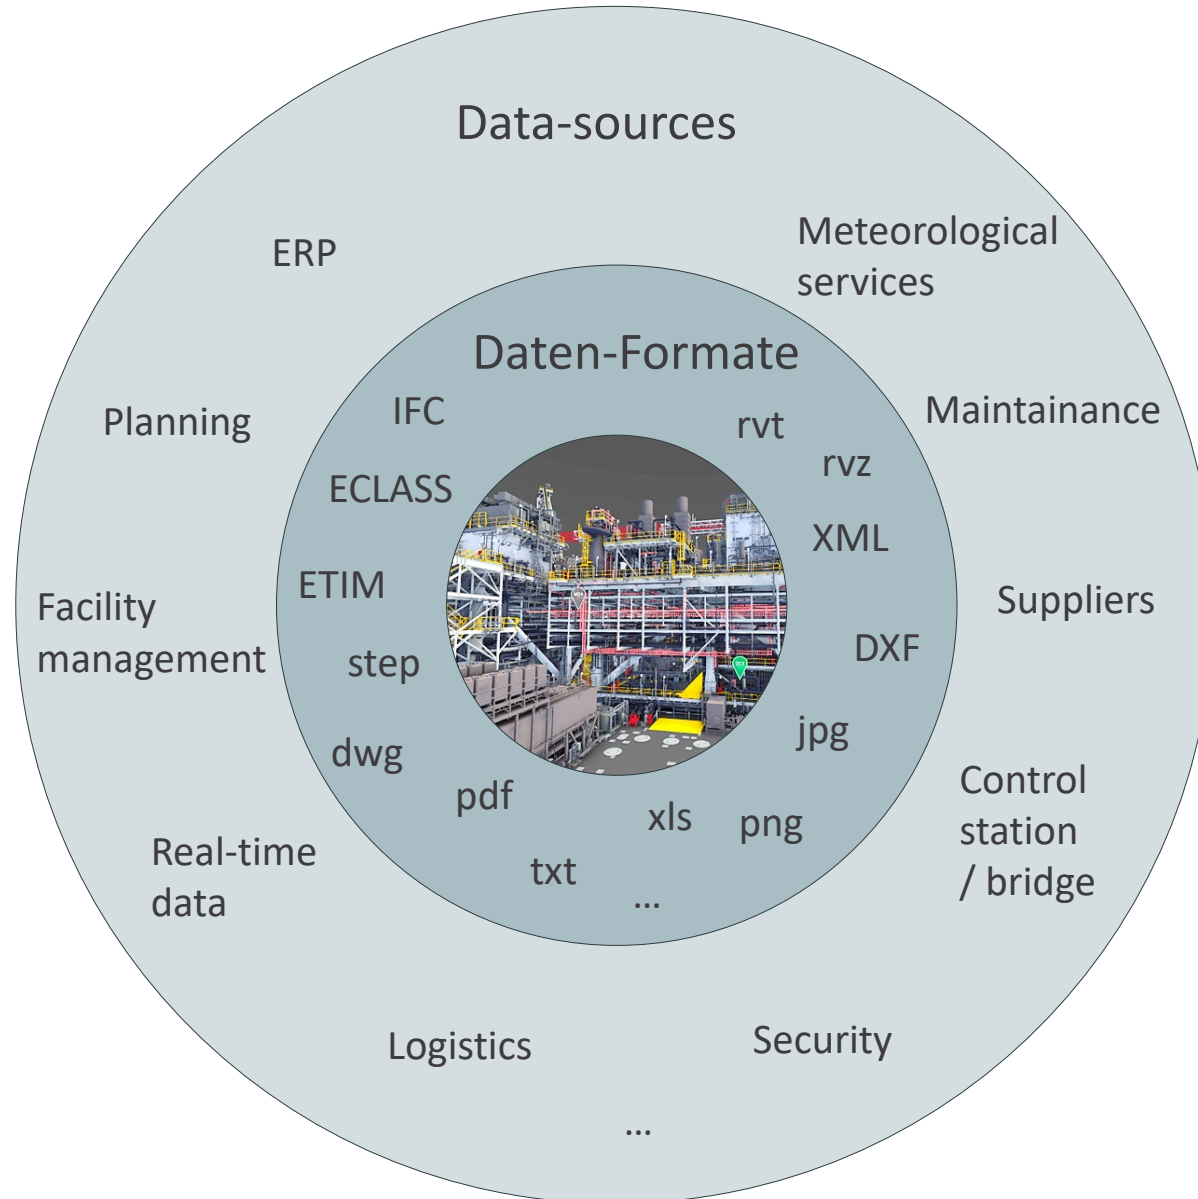 Data-sources
ERP
Meteorological
services
Planning
Maintainance
Facility
management
Suppliers
Real-time
data
Control
station
/ bridge
Logistics
Security
...
Daten-Formate
IFC
rvt
ECLASS
rvz
XML
ETIM
step
DXF
dwg
jpg
pdf
xls
png
txt
...